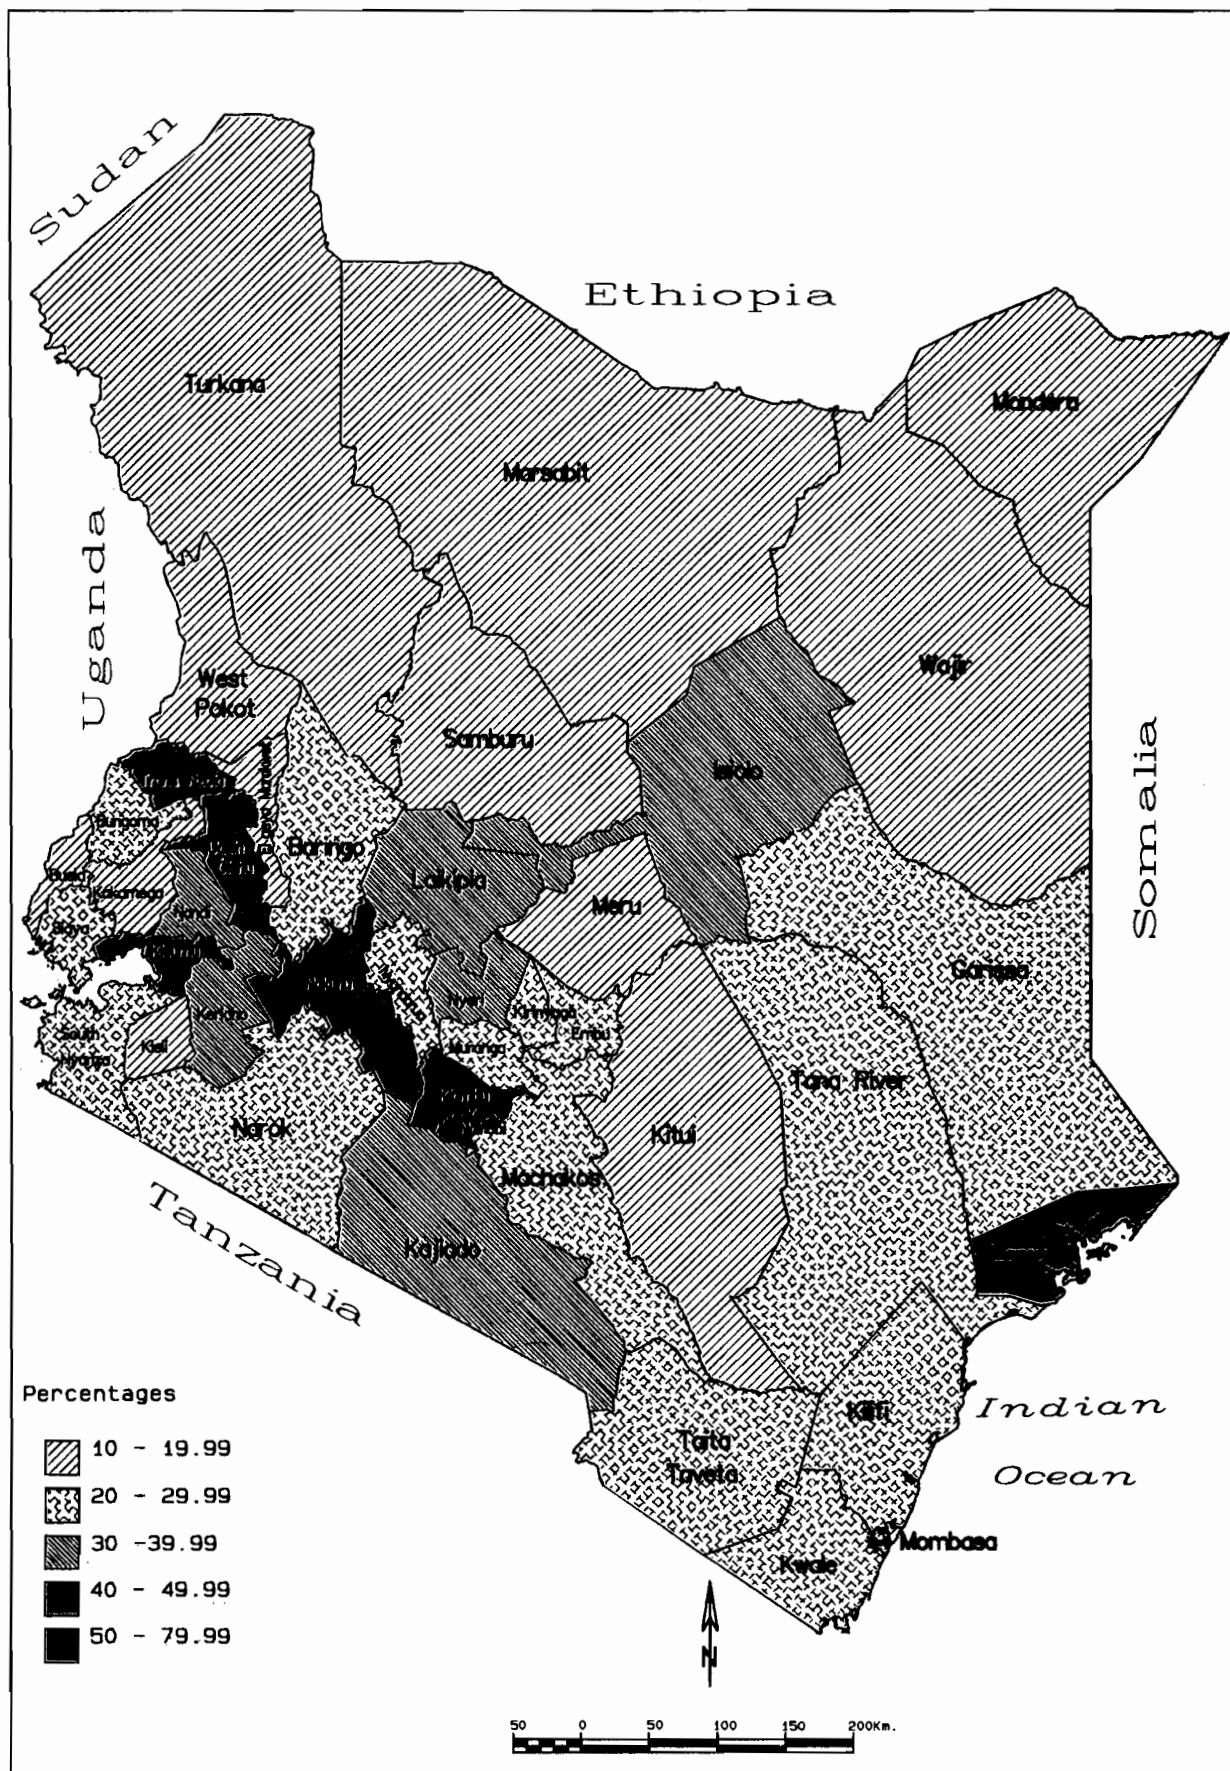 Sudan
Ethiopia
Turkana
Mandera
Marsabit
Uganda
Wajir
West
Pokot
Samburu
Isiolo
Somalia
Bungoma
Baringo
Laikipia
Busia
Kakamega
Nandi
Meru
Siaya
Garissa
Nyeri
Kirinyaga
Kericho
Embu
South
Nyanza
Kisii
Muranga
Tana River
Narok
Kitui
Machakos
Kajiado
Tanzania
Kilifi
Indian
Ocean
Taita
Taveta
Mombasa
Kwale
Percentages
10 - 19.99
20 - 29.99
30 -39.99
40 - 49.99
50 - 79.99
N
50 0 50 100 150 200Km.